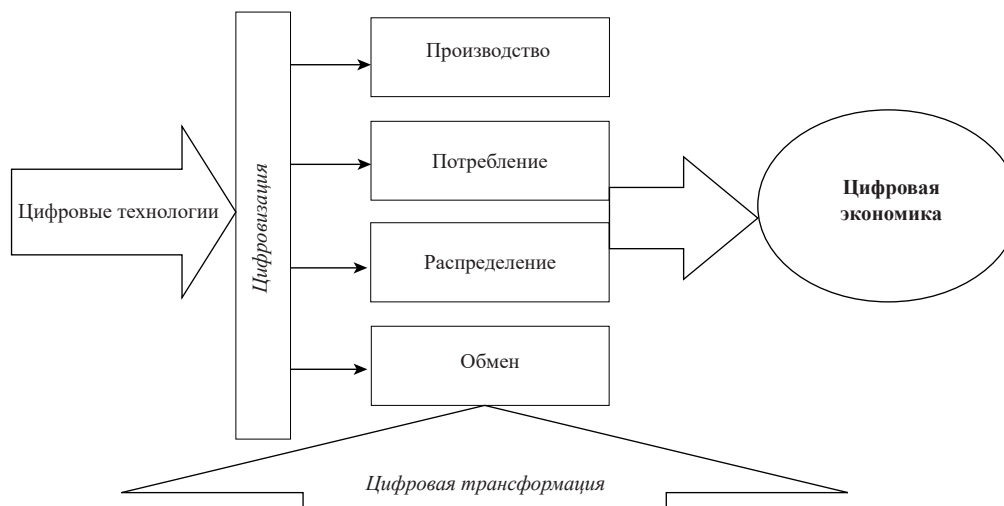 Цифровые технологии
Цифровизация
Производство
Потребление
Распределение
Обмен
Цифровая
экономика
Цифровая трансформация